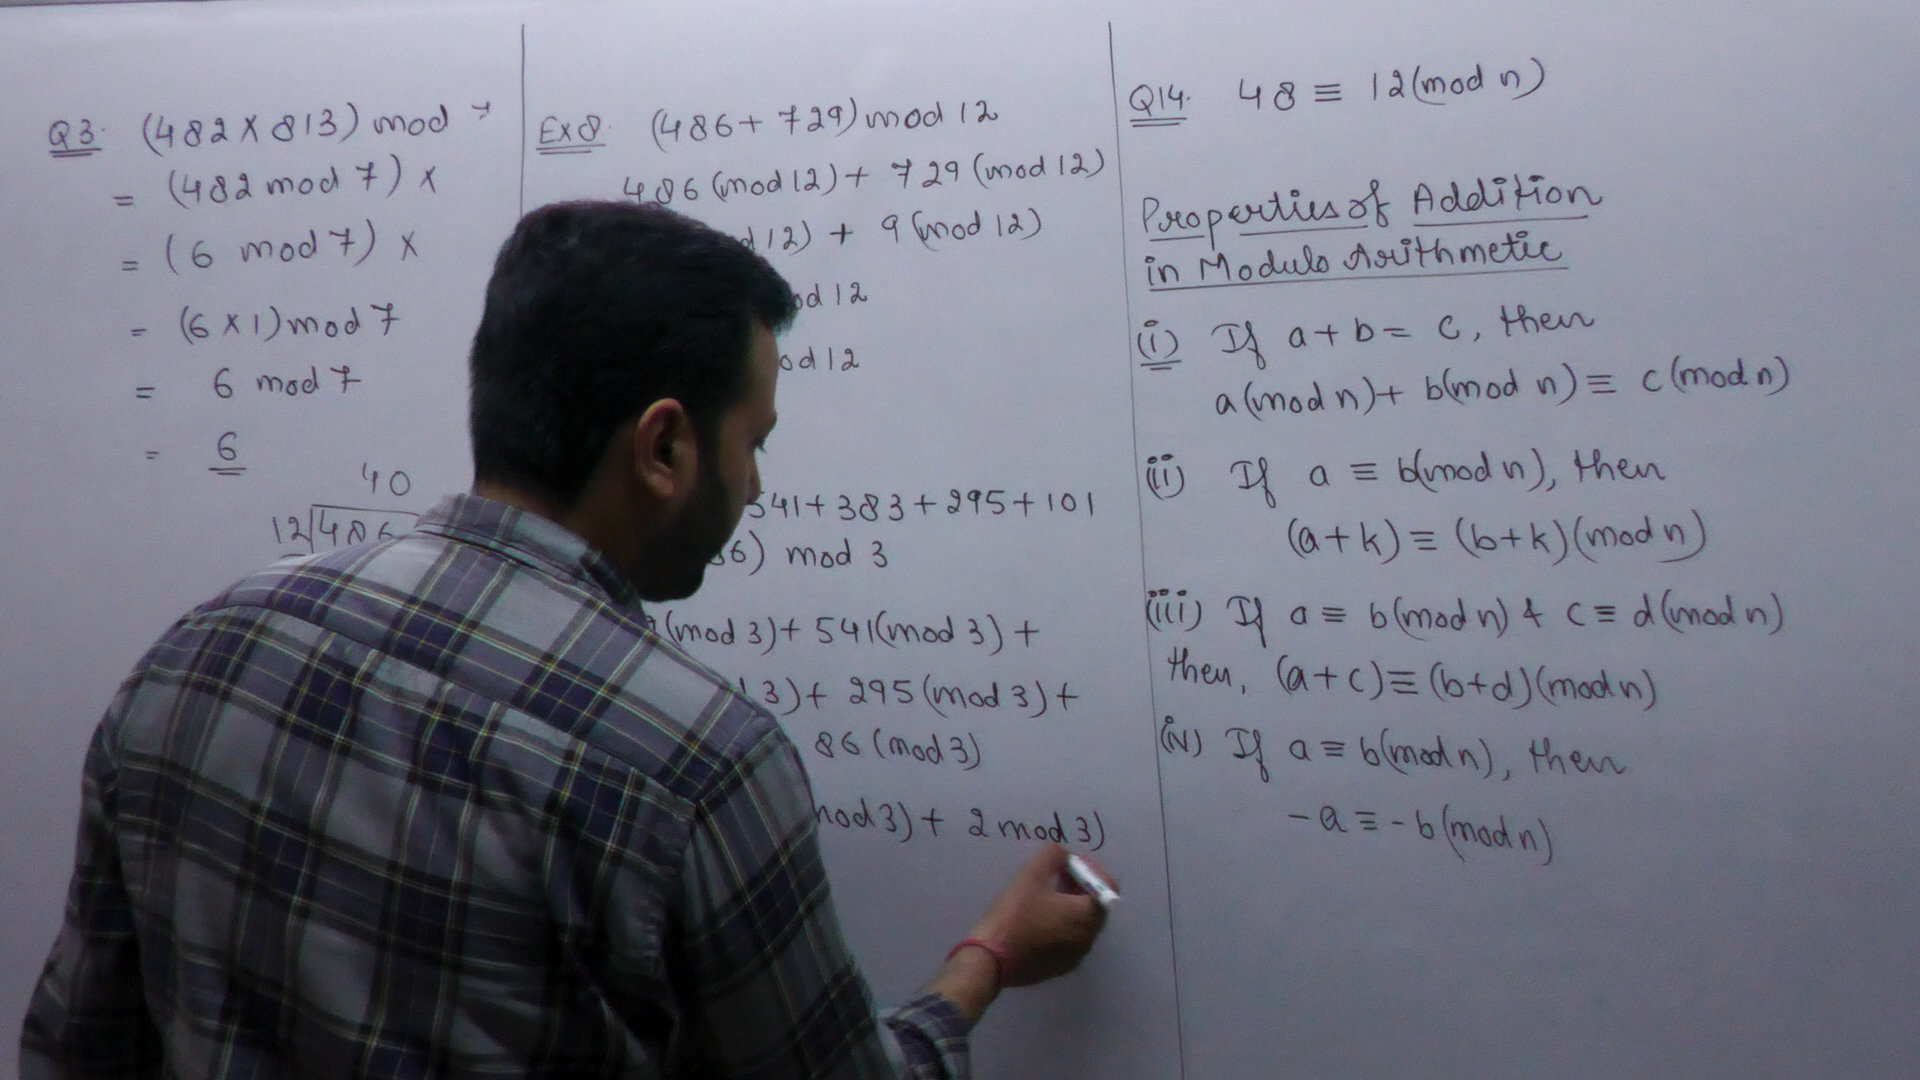 Q3. (482 x 813) mod 7
= (482 mod 7) x
= (6 mod 7) x
= (6 x 1) mod 7
= 6 mod 7
= 6
40
12 486
Ex 8. (486 + 729) mod 12
486 (mod 12) + 729 (mod 12)
d 12) + 9 (mod 12)
od 12
od 12
541 + 383 + 295 + 101
6) mod 3
(mod 3) + 541 (mod 3) +
3) + 295 (mod 3) +
86 (mod 3)
mod 3) + 2 mod 3)
Q14. 48 ≡ 12 (mod n)
Properties of Addition
in Modulo Arithmetic
(i) If a + b = c, then
a (mod n) + b (mod n) ≡ c (mod n)
(ii) If a ≡ b (mod n), then
(a + k) ≡ (b + k) (mod n)
(iii) If a ≡ b (mod n) & c ≡ d (mod n)
then, (a + c) ≡ (b + d) (mod n)
(iv) If a ≡ b (mod n), then
-a ≡ -b (mod n)